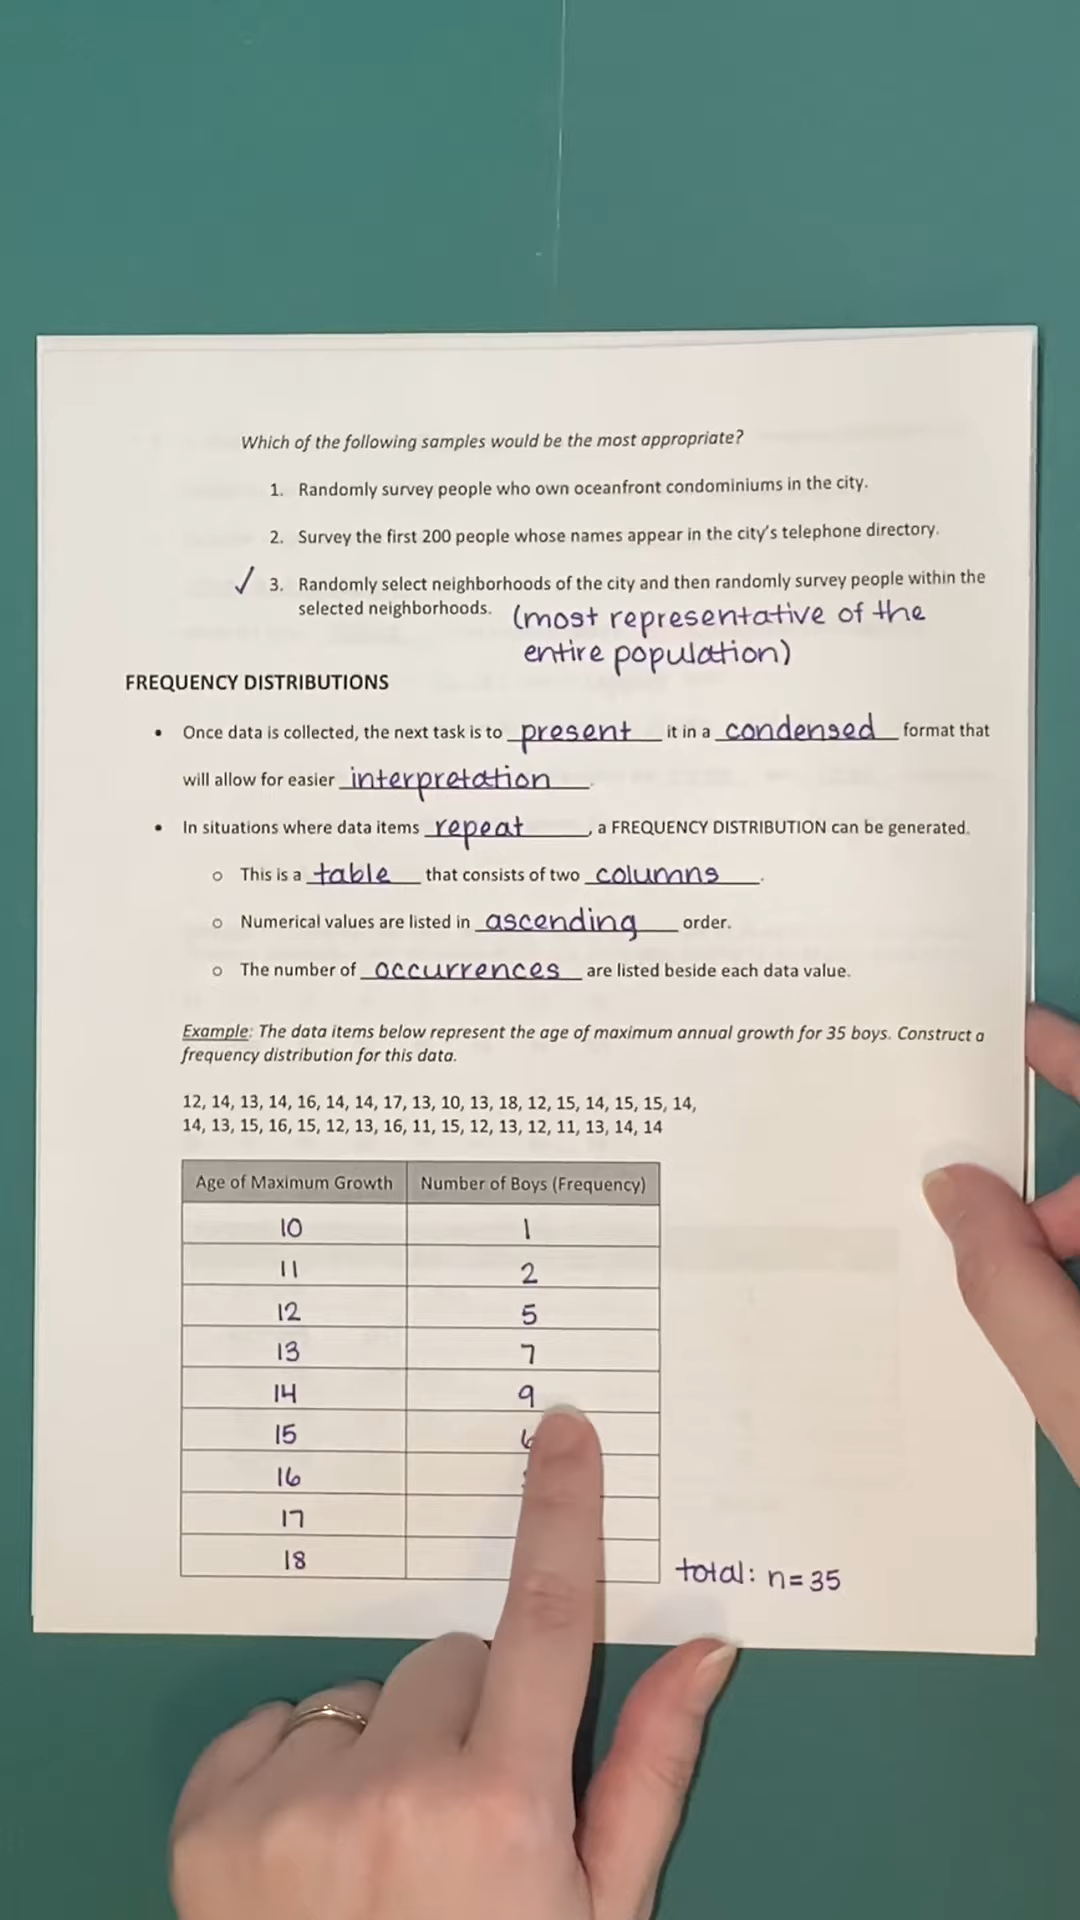 Which of the following samples would be the most appropriate?
1. Randomly survey people who own oceanfront condominiums in the city.
2. Survey the first 200 people whose names appear in the city's telephone directory.
✓ 3. Randomly select neighborhoods of the city and then randomly survey people within the
selected neighborhoods. (most representative of the
entire population)
FREQUENCY DISTRIBUTIONS
• Once data is collected, the next task is to present it in a condensed format that
will allow for easier interpretation.
• In situations where data items repeat, a FREQUENCY DISTRIBUTION can be generated.
o This is a table that consists of two columns.
o Numerical values are listed in ascending order.
o The number of occurrences are listed beside each data value.
Example: The data items below represent the age of maximum annual growth for 35 boys. Construct a
frequency distribution for this data.
12, 14, 13, 14, 16, 14, 14, 17, 13, 10, 13, 18, 12, 15, 14, 15, 15, 14,
14, 13, 15, 16, 15, 12, 13, 16, 11, 15, 12, 13, 12, 11, 13, 14, 14
Age of Maximum Growth Number of Boys (Frequency)
10 1
11 2
12 5
13 7
14 9
15 6
16
17
18
total: n=35